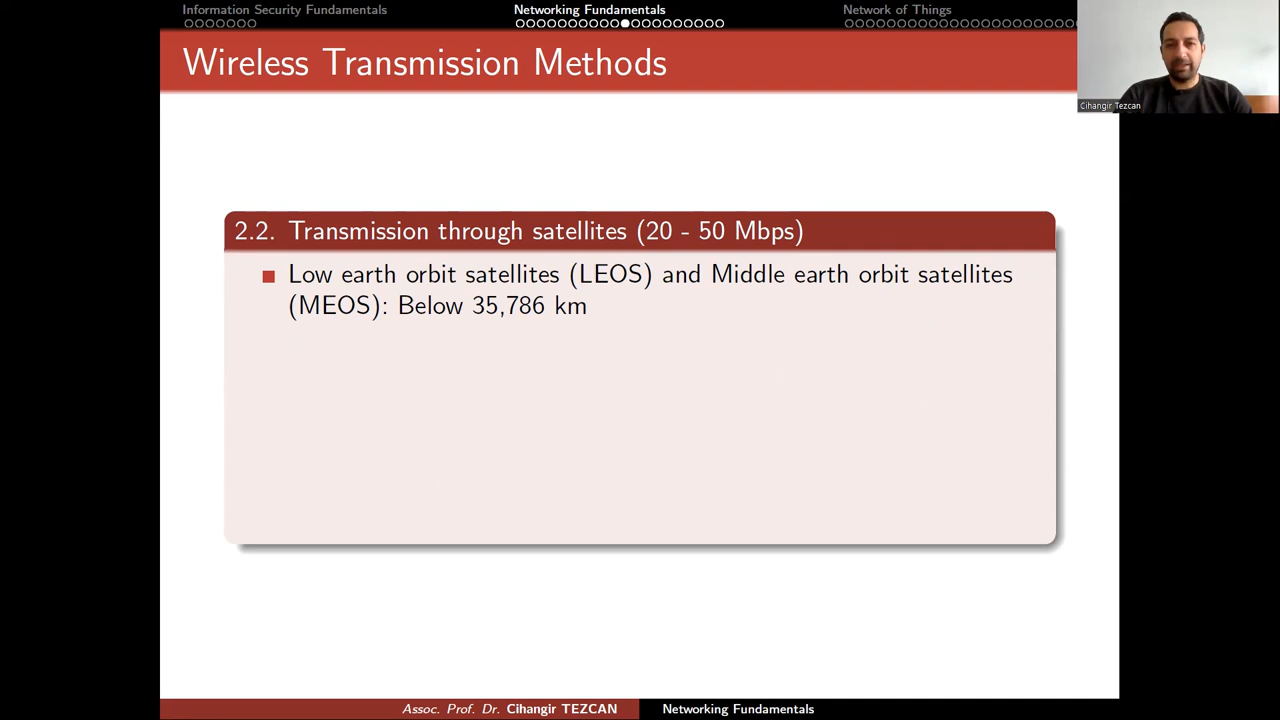 Information Security Fundamentals
Networking Fundamentals
Network of Things
Wireless Transmission Methods
Cihangir Tezcan
2.2. Transmission through satellites (20 - 50 Mbps)
Low earth orbit satellites (LEOS) and Middle earth orbit satellites
(MEOS): Below 35,786 km
Assoc. Prof. Dr. Cihangir TEZCAN
Networking Fundamentals